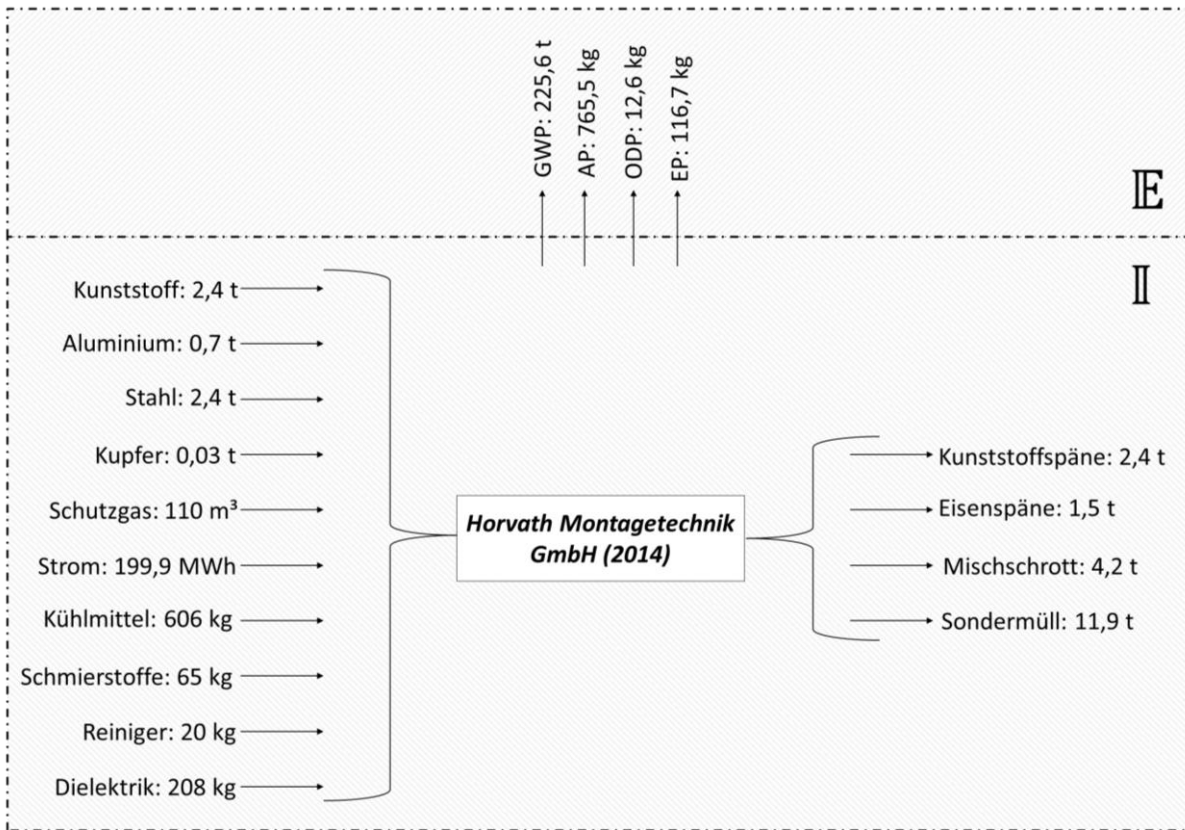 GWP: 225,6 t
AP: 765,5 kg
ODP: 12,6 kg
EP: 116,7 kg
𝔼
𝕀
Kunststoff: 2,4 t
Aluminium: 0,7 t
Stahl: 2,4 t
Kupfer: 0,03 t
Schutzgas: 110 m³
Strom: 199,9 MWh
Kühlmittel: 606 kg
Schmierstoffe: 65 kg
Reiniger: 20 kg
Dielektrik: 208 kg
Horvath Montagetechnik
GmbH (2014)
Kunststoffspäne: 2,4 t
Eisenspäne: 1,5 t
Mischschrott: 4,2 t
Sondermüll: 11,9 t